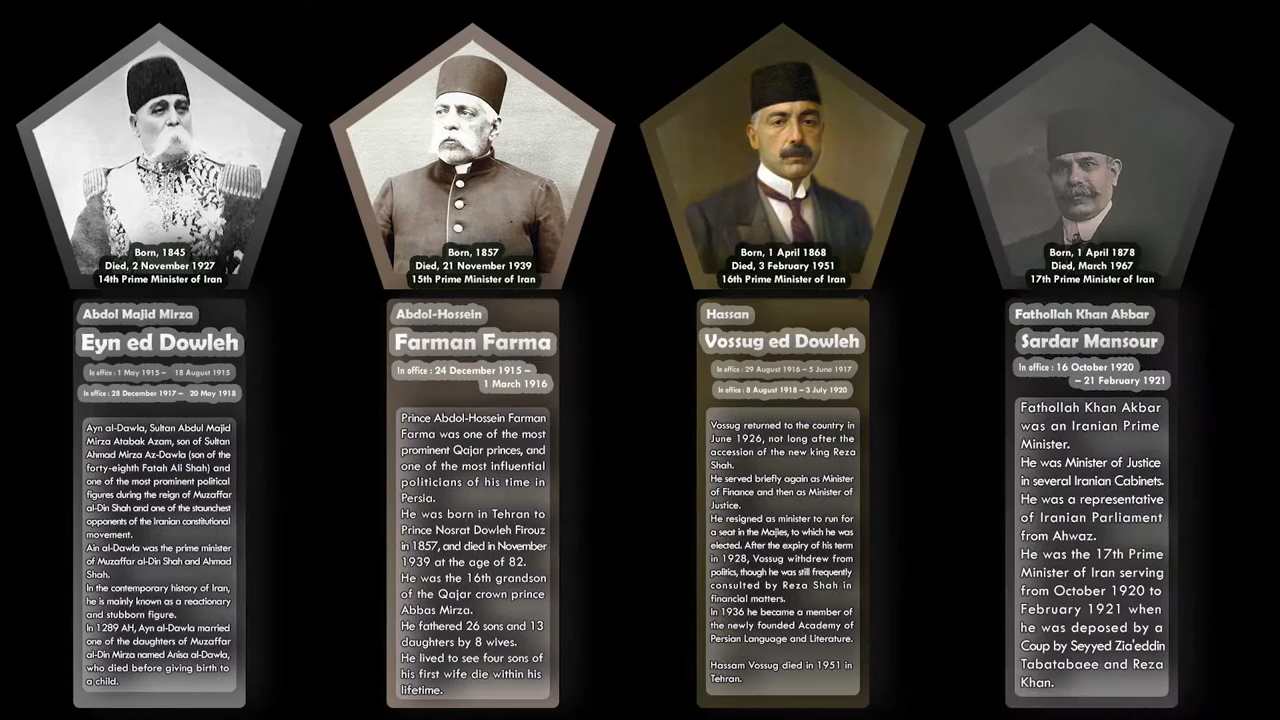 Born, 1845
Died, 2 November 1927
14th Prime Minister of Iran
Abdol Majid Mirza
Eyn ed Dowleh
In office : 1 May 1915 – 18 August 1915
In office : 28 December 1917 – 20 May 1918
Ayn al-Dawla, Sultan Abdul Majid
Mirza Atabak Azam, son of Sultan
Ahmad Mirza Az-Dawla (son of the
forty-eighth Fatah Ali Shah) and
one of the most prominent political
figures during the reign of Muzaffar
al-Din Shah and one of the staunchest
opponents of the Iranian constitutional
movement.
Ain al-Dawla was the prime minister
of Muzaffar al-Din Shah and Ahmad
Shah.
In the contemporary history of Iran,
he is mainly known as a reactionary
and stubborn figure.
In 1289 AH, Ayn al-Dawla married
one of the daughters of Muzaffar
al-Din Mirza named Anisa al-Dawla,
who died before giving birth to
a child.
Born, 1857
Died, 21 November 1939
15th Prime Minister of Iran
Abdol-Hossein
Farman Farma
In office : 24 December 1915 –
1 March 1916
Prince Abdol-Hossein Farman
Farma was one of the most
prominent Qajar princes, and
one of the most influential
politicians of his time in
Persia.
He was born in Tehran to
Prince Nosrat Dowleh Firouz
in 1857, and died in November
1939 at the age of 82.
He was the 16th grandson
of the Qajar crown prince
Abbas Mirza.
He fathered 26 sons and 13
daughters by 8 wives.
He lived to see four sons of
his first wife die within his
lifetime.
Born, 1 April 1868
Died, 3 February 1951
16th Prime Minister of Iran
Hassan
Vossug ed Dowleh
In office : 29 August 1916 – 5 June 1917
In office : 8 August 1918 – 3 July 1920
Vossug returned to the country in
June 1926, not long after the
accession of the new king Reza
Shah.
He served briefly again as Minister
of Finance and then as Minister of
Justice.
He resigned as minister to run for
a seat in the Majles, to which he was
elected. After the expiry of his term
in 1928, Vossug withdrew from
politics, though he was still frequently
consulted by Reza Shah in
financial matters.
In 1936 he became a member of
the newly founded Academy of
Persian Language and Literature.
Hassam Vossug died in 1951 in
Tehran.
Born, 1 April 1878
Died, March 1967
17th Prime Minister of Iran
Fathollah Khan Akbar
Sardar Mansour
In office : 16 October 1920
– 21 February 1921
Fathollah Khan Akbar
was an Iranian Prime
Minister.
He was Minister of Justice
in several Iranian Cabinets.
He was a representative
of Iranian Parliament
from Ahwaz.
He was the 17th Prime
Minister of Iran serving
from October 1920 to
February 1921 when
he was deposed by a
Coup by Seyyed Zia'eddin
Tabatabaee and Reza
Khan.